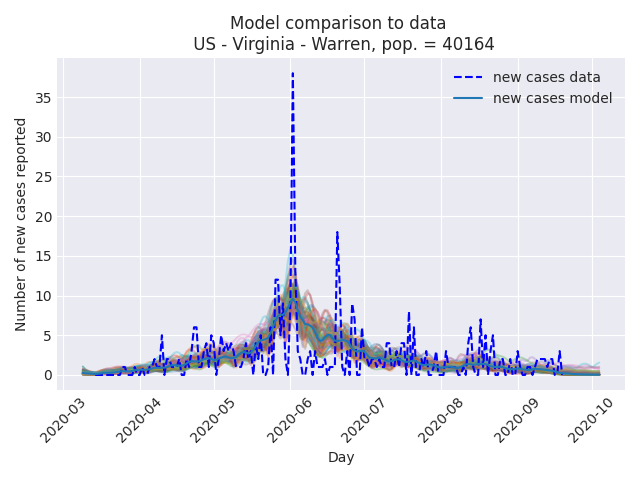 Model comparison to data
US - Virginia - Warren, pop. = 40164
new cases data
new cases model
Number of new cases reported
35
30
25
20
15
10
5
0
2020-03
2020-04
2020-05
2020-06
2020-07
2020-08
2020-09
2020-10
Day